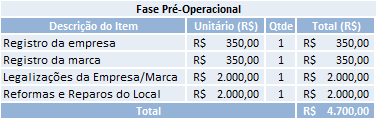 Fase Pré-Operacional
Descrição do Item Unitário (R$) Qtde Total (R$)
Registro da empresa R$ 350,00 1 R$ 350,00
Registro da marca R$ 350,00 1 R$ 350,00
Legalizações da Empresa/Marca R$ 2.000,00 1 R$ 2.000,00
Reformas e Reparos do Local R$ 2.000,00 1 R$ 2.000,00
Total R$ 4.700,00